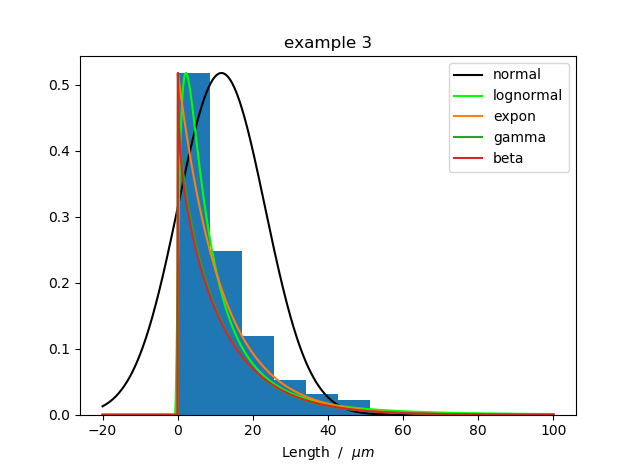 example 3
normal
lognormal
expon
gamma
beta
0.5
0.4
0.3
0.2
0.1
0.0
−20
0
20
40
60
80
100
Length / μm